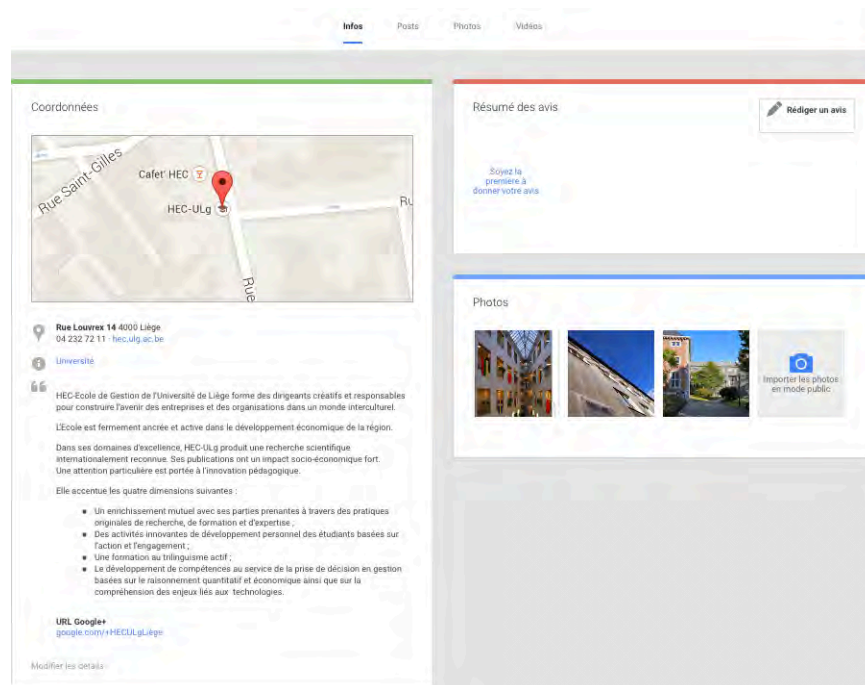 Infos Posts Photos Vidéos
Coordonnées
Rue Saint-Gilles
Cafet' HEC
HEC-ULg
Ru
Rue
Rue Louvrex 14 4000 Liège
04 232 72 11 · hec.ulg.ac.be
Université
HEC-Ecole de Gestion de l'Université de Liège forme des dirigeants créatifs et responsables
pour construire l'avenir des entreprises et des organisations dans un monde interculturel.
L'Ecole est fermement ancrée et active dans le développement économique de la région.
Dans ses domaines d'excellence, HEC-ULg produit une recherche scientifique
internationalement reconnue. Ses publications ont un impact socio-économique fort.
Une attention particulière est portée à l'innovation pédagogique.
Elle accentue les quatre dimensions suivantes :
• Un enrichissement mutuel avec ses parties prenantes à travers des pratiques
originales de recherche, de formation et d'expertise ;
• Des activités innovantes de développement personnel des étudiants basées sur
l'action et l'engagement ;
• Une formation au trilinguisme actif ;
• Le développement de compétences au service de la prise de décision en gestion
basées sur le raisonnement quantitatif et économique ainsi que sur la
compréhension des enjeux liés aux technologies.
URL Google+
google.com/+HECULgLiège
Modifier les détails
Résumé des avis
Rédiger un avis
Soyez la
première à
donner votre avis
Photos
Importer les photos
en mode public